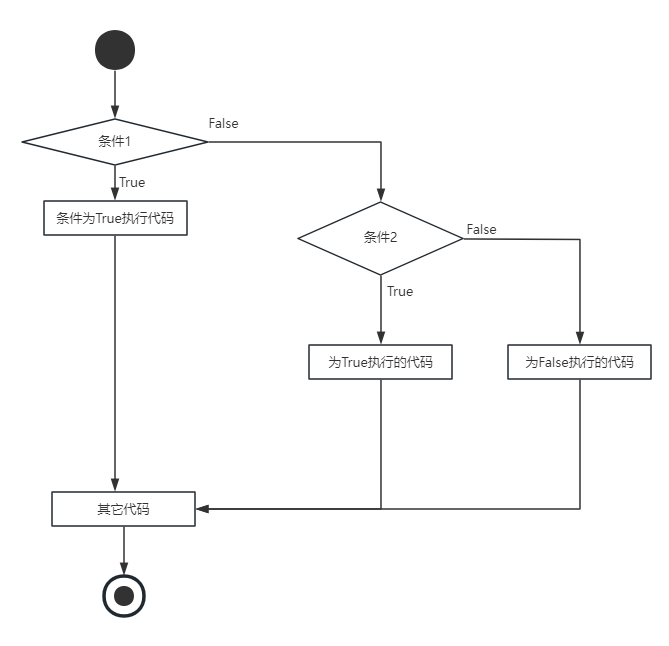 False
条件1
True
条件为True执行代码
False
条件2
True
为True执行的代码
为False执行的代码
其它代码